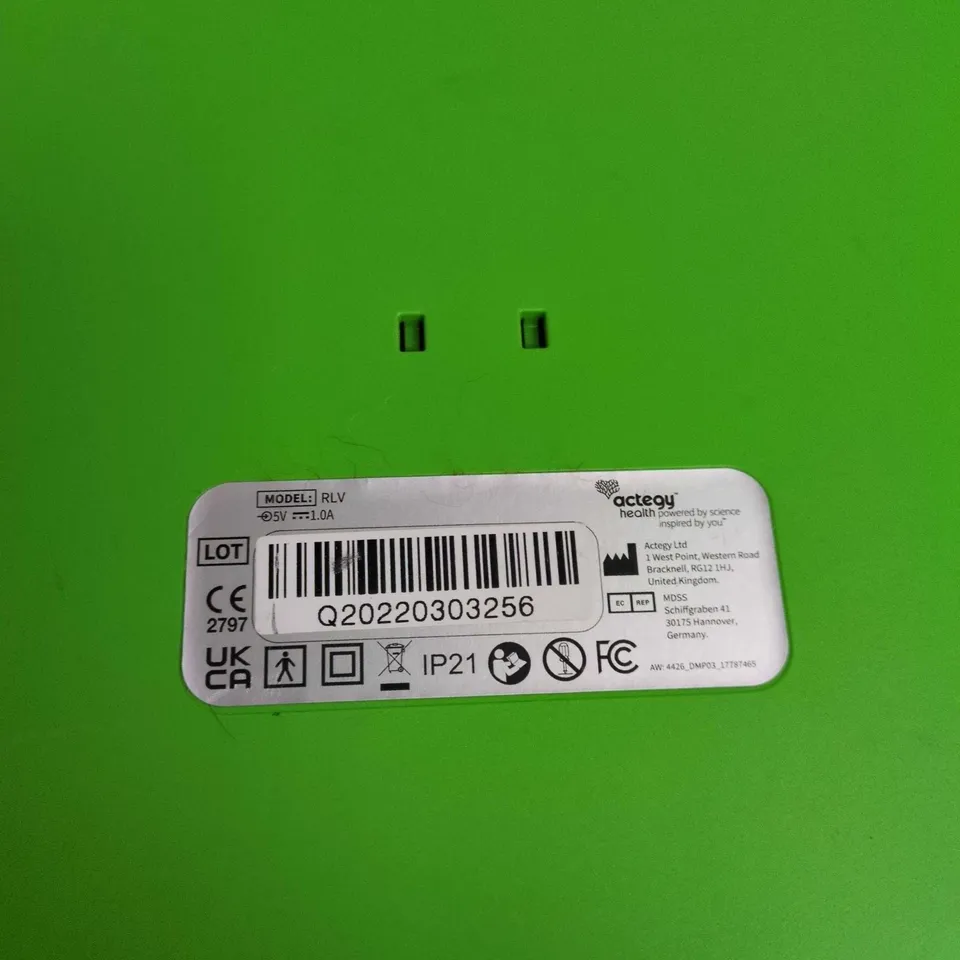 MODEL: RLV
5V 1.0A
LOT
CE
2797
Q20220303256
UK
CA
IP21
FC
actegy™
health powered by science
inspired by you™
Actegy Ltd
1 West Point, Western Road
Bracknell, RG12 1HJ,
United Kingdom.
EC REP
MDSS
Schiffgraben 41
30175 Hannover,
Germany.
AW: 4426_DMP03_17787465